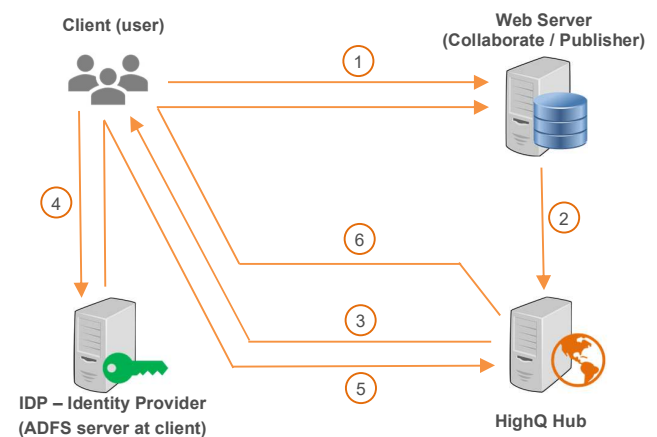 Client (user)
Web Server
(Collaborate / Publisher)
1
4
2
6
3
5
IDP – Identity Provider
(ADFS server at client)
HighQ Hub